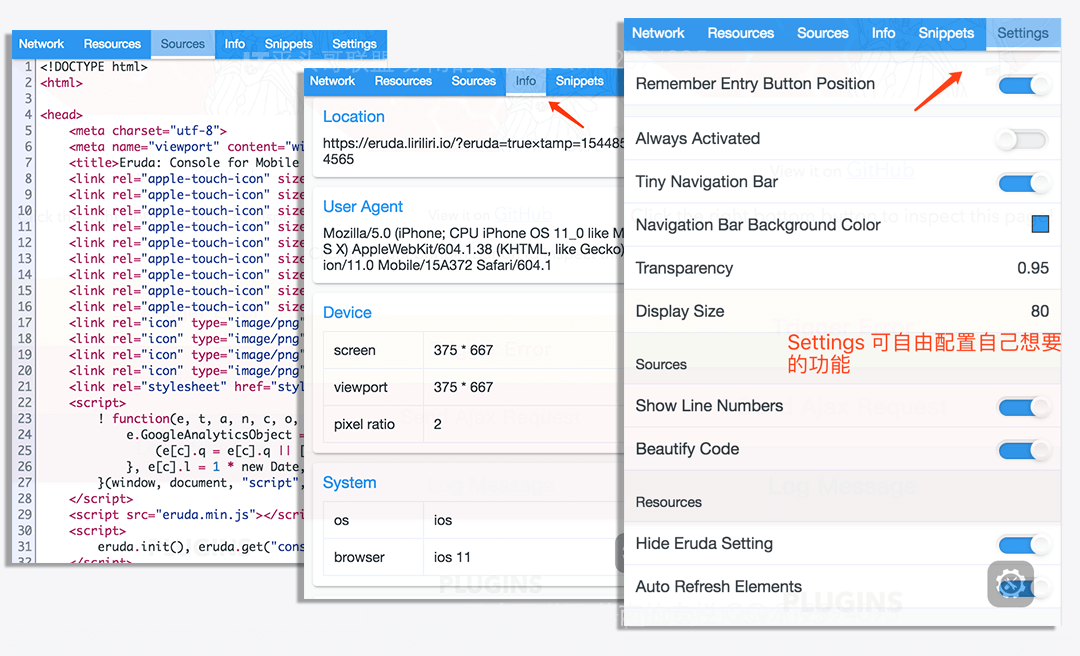 Network Resources Sources Info Snippets Settings
1 <!DOCTYPE html>
2 <html>
3
4 <head>
5 <meta charset="utf-8">
6 <meta name="viewport" content="wi
7 <title>Eruda: Console for Mobile
8 <link rel="apple-touch-icon" size
9 <link rel="apple-touch-icon" size
10 <link rel="apple-touch-icon" size
11 <link rel="apple-touch-icon" size
12 <link rel="apple-touch-icon" size
13 <link rel="apple-touch-icon" size
14 <link rel="apple-touch-icon" size
15 <link rel="apple-touch-icon" size
16 <link rel="apple-touch-icon" size
17 <link rel="icon" type="image/png"
18 <link rel="icon" type="image/png"
19 <link rel="icon" type="image/png"
20 <link rel="icon" type="image/png"
21 <link rel="stylesheet" href="styl
22 <script>
23 ! function(e, t, a, n, c, o,
24 e.GoogleAnalyticsObject =
25 (e[c].q = e[c].q || [
26 }, e[c].l = 1 * new Date,
27 }(window, document, "script",
28 </script>
29 <script src="eruda.min.js"></scri
30 <script>
31 eruda.init(), eruda.get("cons
32 </script>
Network Resources Sources Info Snippets
Location
https://eruda.liriliri.io/?eruda=true×tamp=154485
4565
User Agent
Mozilla/5.0 (iPhone; CPU iPhone OS 11_0 like M
S X) AppleWebKit/604.1.38 (KHTML, like Gecko)
ion/11.0 Mobile/15A372 Safari/604.1
Device
screen 375 * 667
viewport 375 * 667
pixel ratio 2
System
os ios
browser ios 11
PLUGINS
Network Resources Sources Info Snippets Settings
Remember Entry Button Position
Always Activated
View it on GitHub
Tiny Navigation Bar
Navigation Bar Background Color
Transparency 0.95
Display Size 80
Settings 可自由配置自己想要
的功能
Sources
Show Line Numbers
Beautify Code
Log Message
Resources
Hide Eruda Setting
Auto Refresh Elements
PLUGINS